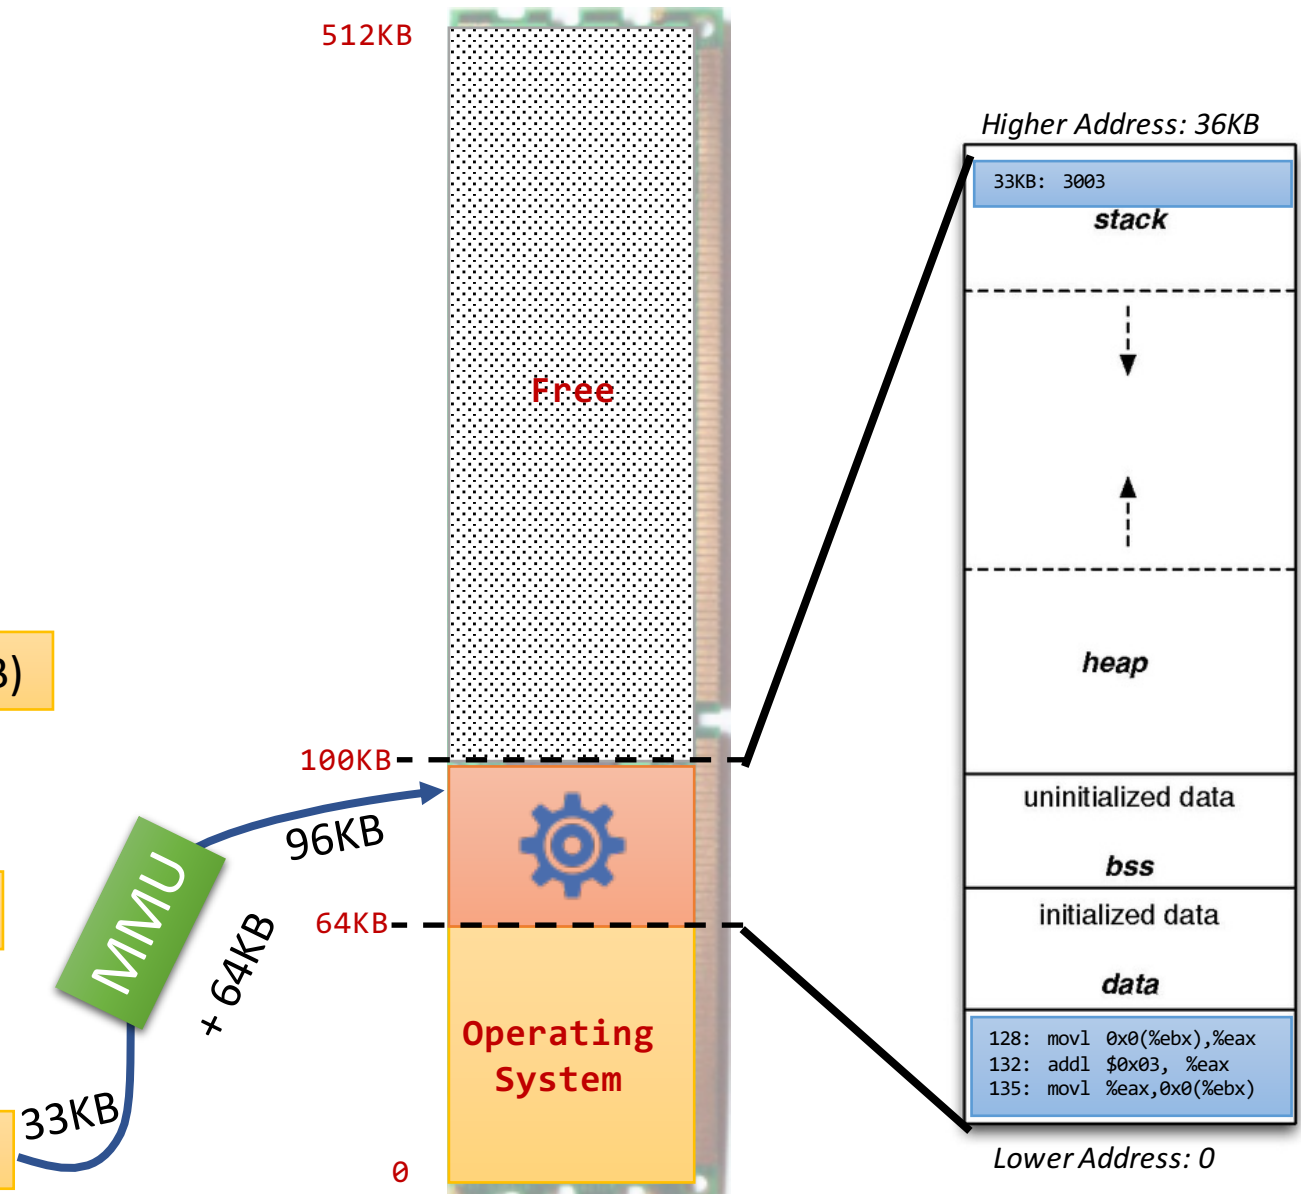 512KB
Free
100KB
64KB
Operating
System
0
96KB
MMU
+ 64KB
33KB
Higher Address: 36KB
33KB: 3003
stack
heap
uninitialized data
bss
initialized data
data
128: movl 0x0(%ebx),%eax
132: addl $0x03, %eax
135: movl %eax,0x0(%ebx)
Lower Address: 0